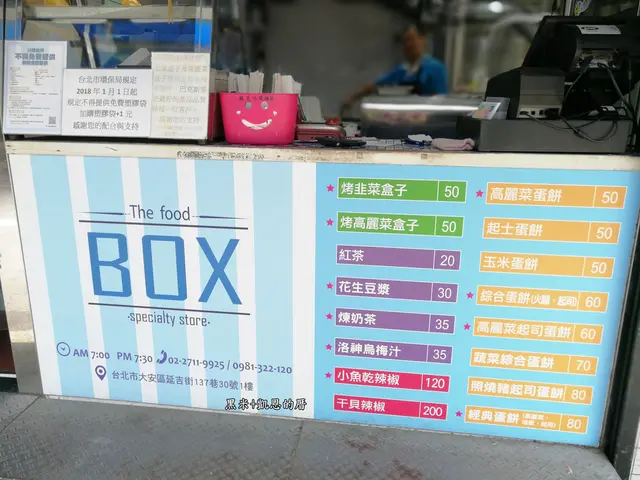 台北市環保局規定
2018年1月1日起
規定不得提供免費塑膠袋
加購塑膠袋+1元
感謝您的配合與支持
The food
BOX
·specialty store·
AM 7:00 PM 7:30 02-2711-9925 / 0981-322-120
台北市大安區延吉街137巷30號1樓
黑米+凱恩的厝
烤韭菜盒子 50
烤高麗菜盒子 50
紅茶 20
花生豆漿 30
煉奶茶 35
洛神烏梅汁 35
小魚乾辣椒 120
干貝辣椒 200
高麗菜蛋餅 50
起士蛋餅 50
玉米蛋餅 50
綜合蛋餅(火腿、起司) 60
高麗菜起司蛋餅 60
蔬菜綜合蛋餅 70
照燒豬起司蛋餅 80
經典蛋餅 80